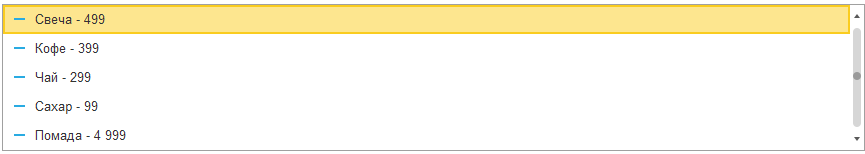 Свеча - 499
Кофе - 399
Чай - 299
Сахар - 99
Помада - 4 999